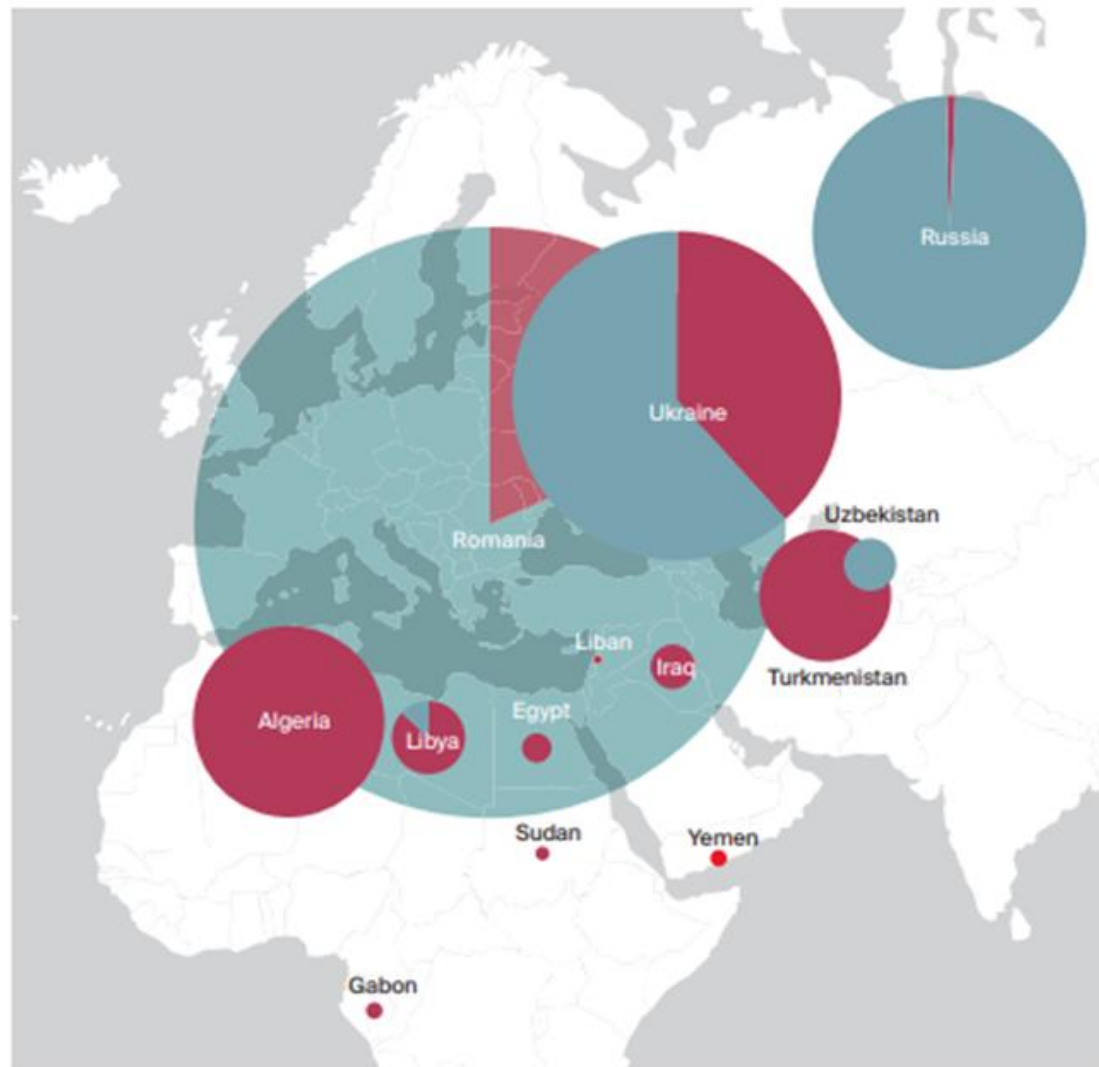 Russia
Ukraine
Uzbekistan
Romania
Liban
Iraq
Turkmenistan
Egypt
Algeria
Libya
Sudan
Yemen
Gabon